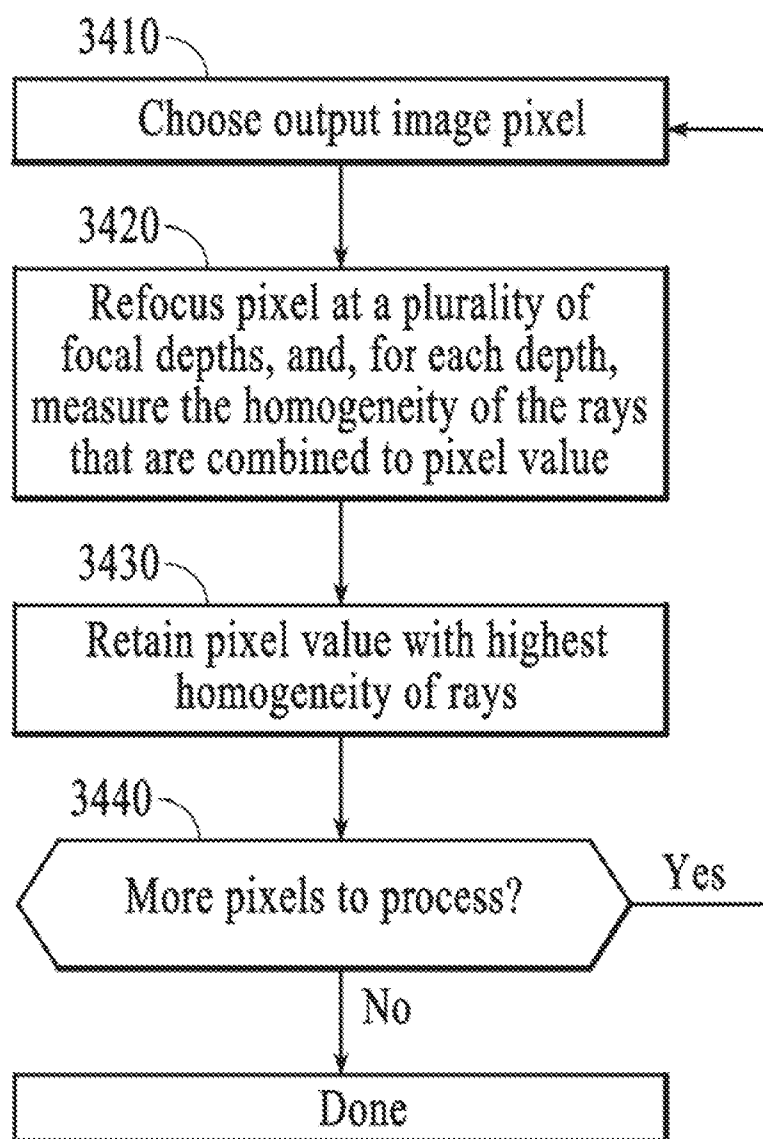 3410
Choose output image pixel
3420
Refocus pixel at a plurality of
focal depths, and, for each depth,
measure the homogeneity of the rays
that are combined to pixel value
3430
Retain pixel value with highest
homogeneity of rays
3440
More pixels to process?
Yes
No
Done